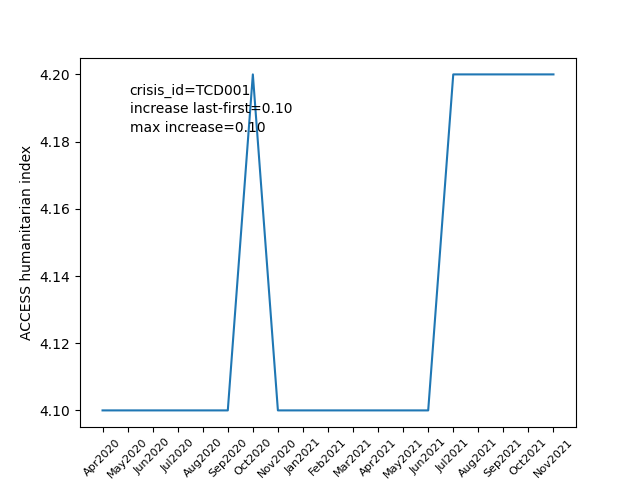 crisis_id=TCD001
increase last-first=0.10
max increase=0.10
ACCESS humanitarian index
4.20
4.18
4.16
4.14
4.12
4.10
Apr2020
May2020
Jun2020
Jul2020
Aug2020
Sep2020
Oct2020
Nov2020
Jan2021
Feb2021
Mar2021
Apr2021
May2021
Jun2021
Jul2021
Aug2021
Sep2021
Oct2021
Nov2021